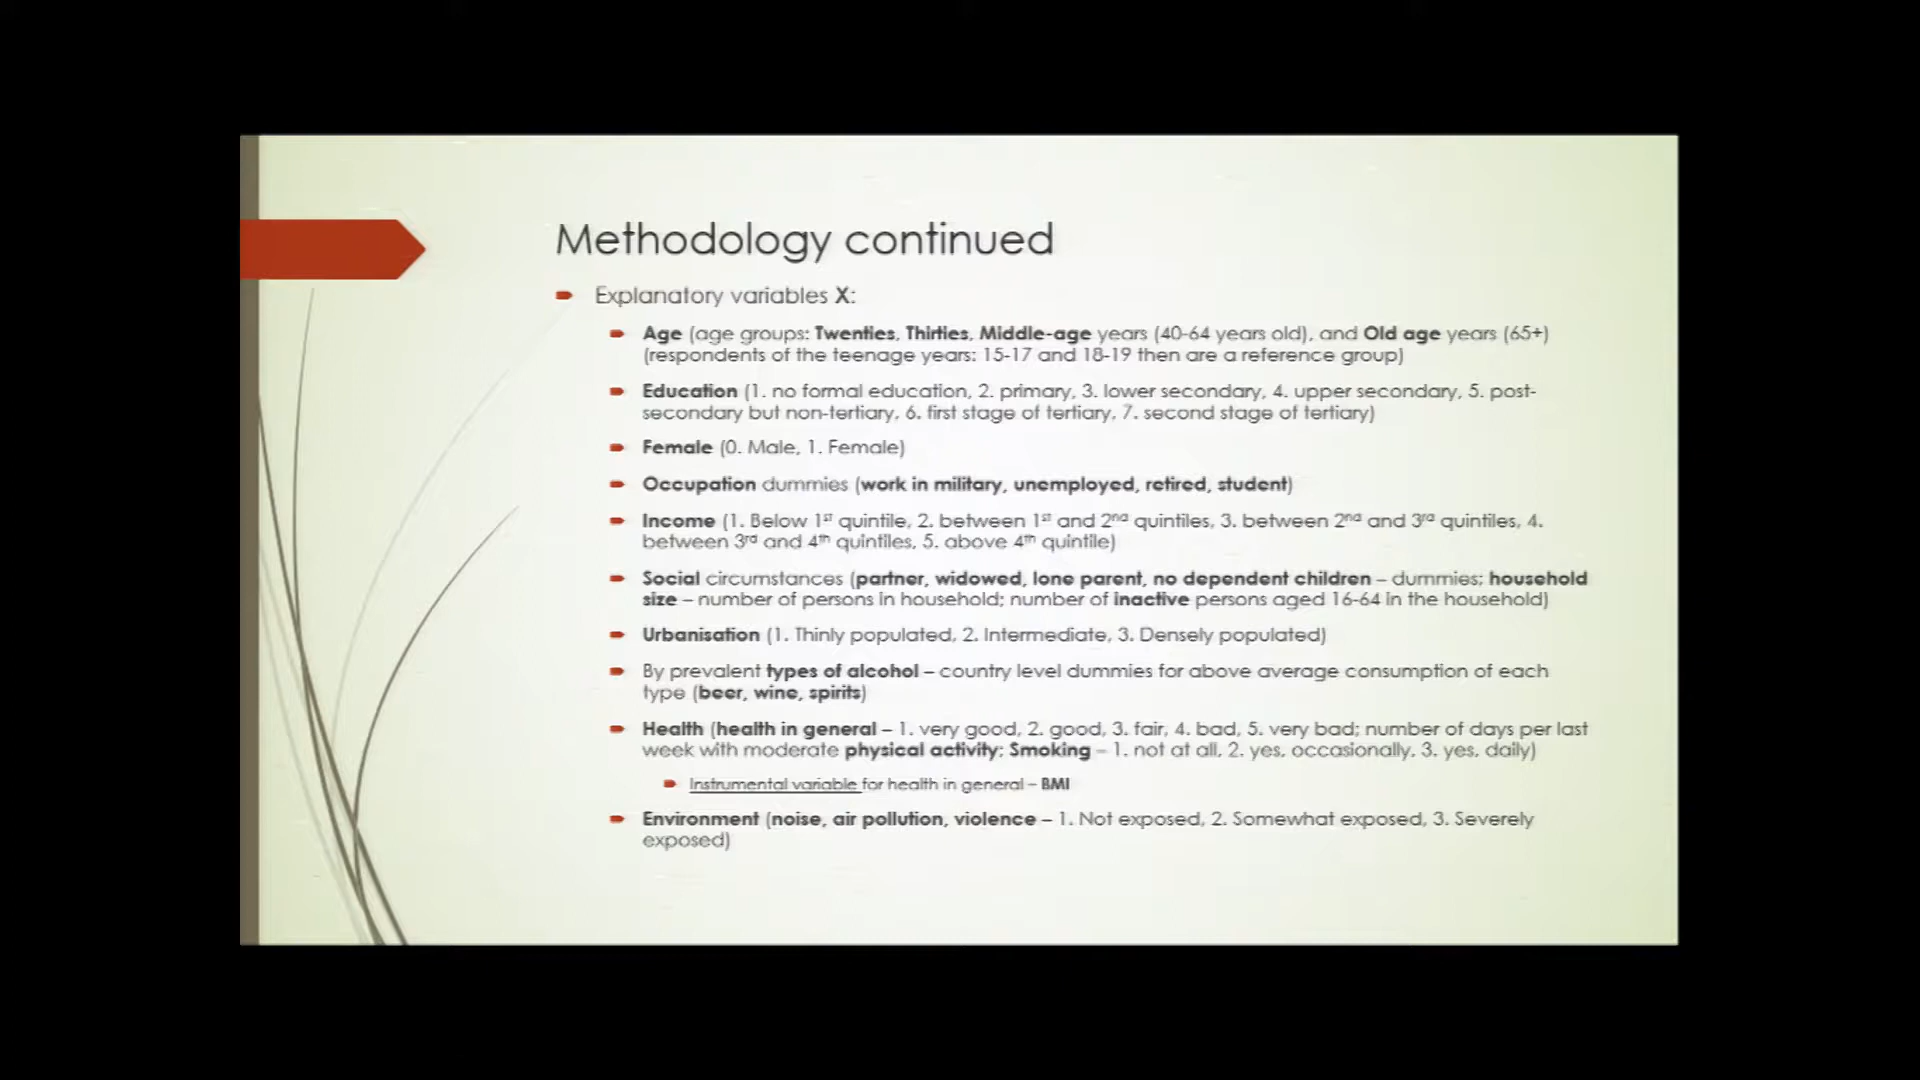 Methodology continued
Explanatory variables X:
Age (age groups: Twenties, Thirties, Middle-age years (40-64 years old), and Old age years (65+)
(respondents of the teenage years: 15-17 and 18-19 then are a reference group)
Education (1. no formal education, 2. primary, 3. lower secondary, 4. upper secondary, 5. post-
secondary but non-tertiary, 6. first stage of tertiary, 7. second stage of tertiary)
Female (0. Male, 1. Female)
Occupation dummies (work in military, unemployed, retired, student)
Income (1. Below 1st quintile, 2. between 1st and 2nd quintiles, 3. between 2nd and 3rd quintiles, 4.
between 3rd and 4th quintiles, 5. above 4th quintile)
Social circumstances (partner, widowed, lone parent, no dependent children – dummies; household
size – number of persons in household; number of inactive persons aged 16-64 in the household)
Urbanisation (1. Thinly populated, 2. Intermediate, 3. Densely populated)
By prevalent types of alcohol – country level dummies for above average consumption of each
type (beer, wine, spirits)
Health (health in general – 1. very good, 2. good, 3. fair, 4. bad, 5. very bad; number of days per last
week with moderate physical activity; Smoking – 1. not at all, 2. yes, occasionally, 3. yes, daily)
Instrumental variable for health in general – BMI
Environment (noise, air pollution, violence – 1. Not exposed, 2. Somewhat exposed, 3. Severely
exposed)